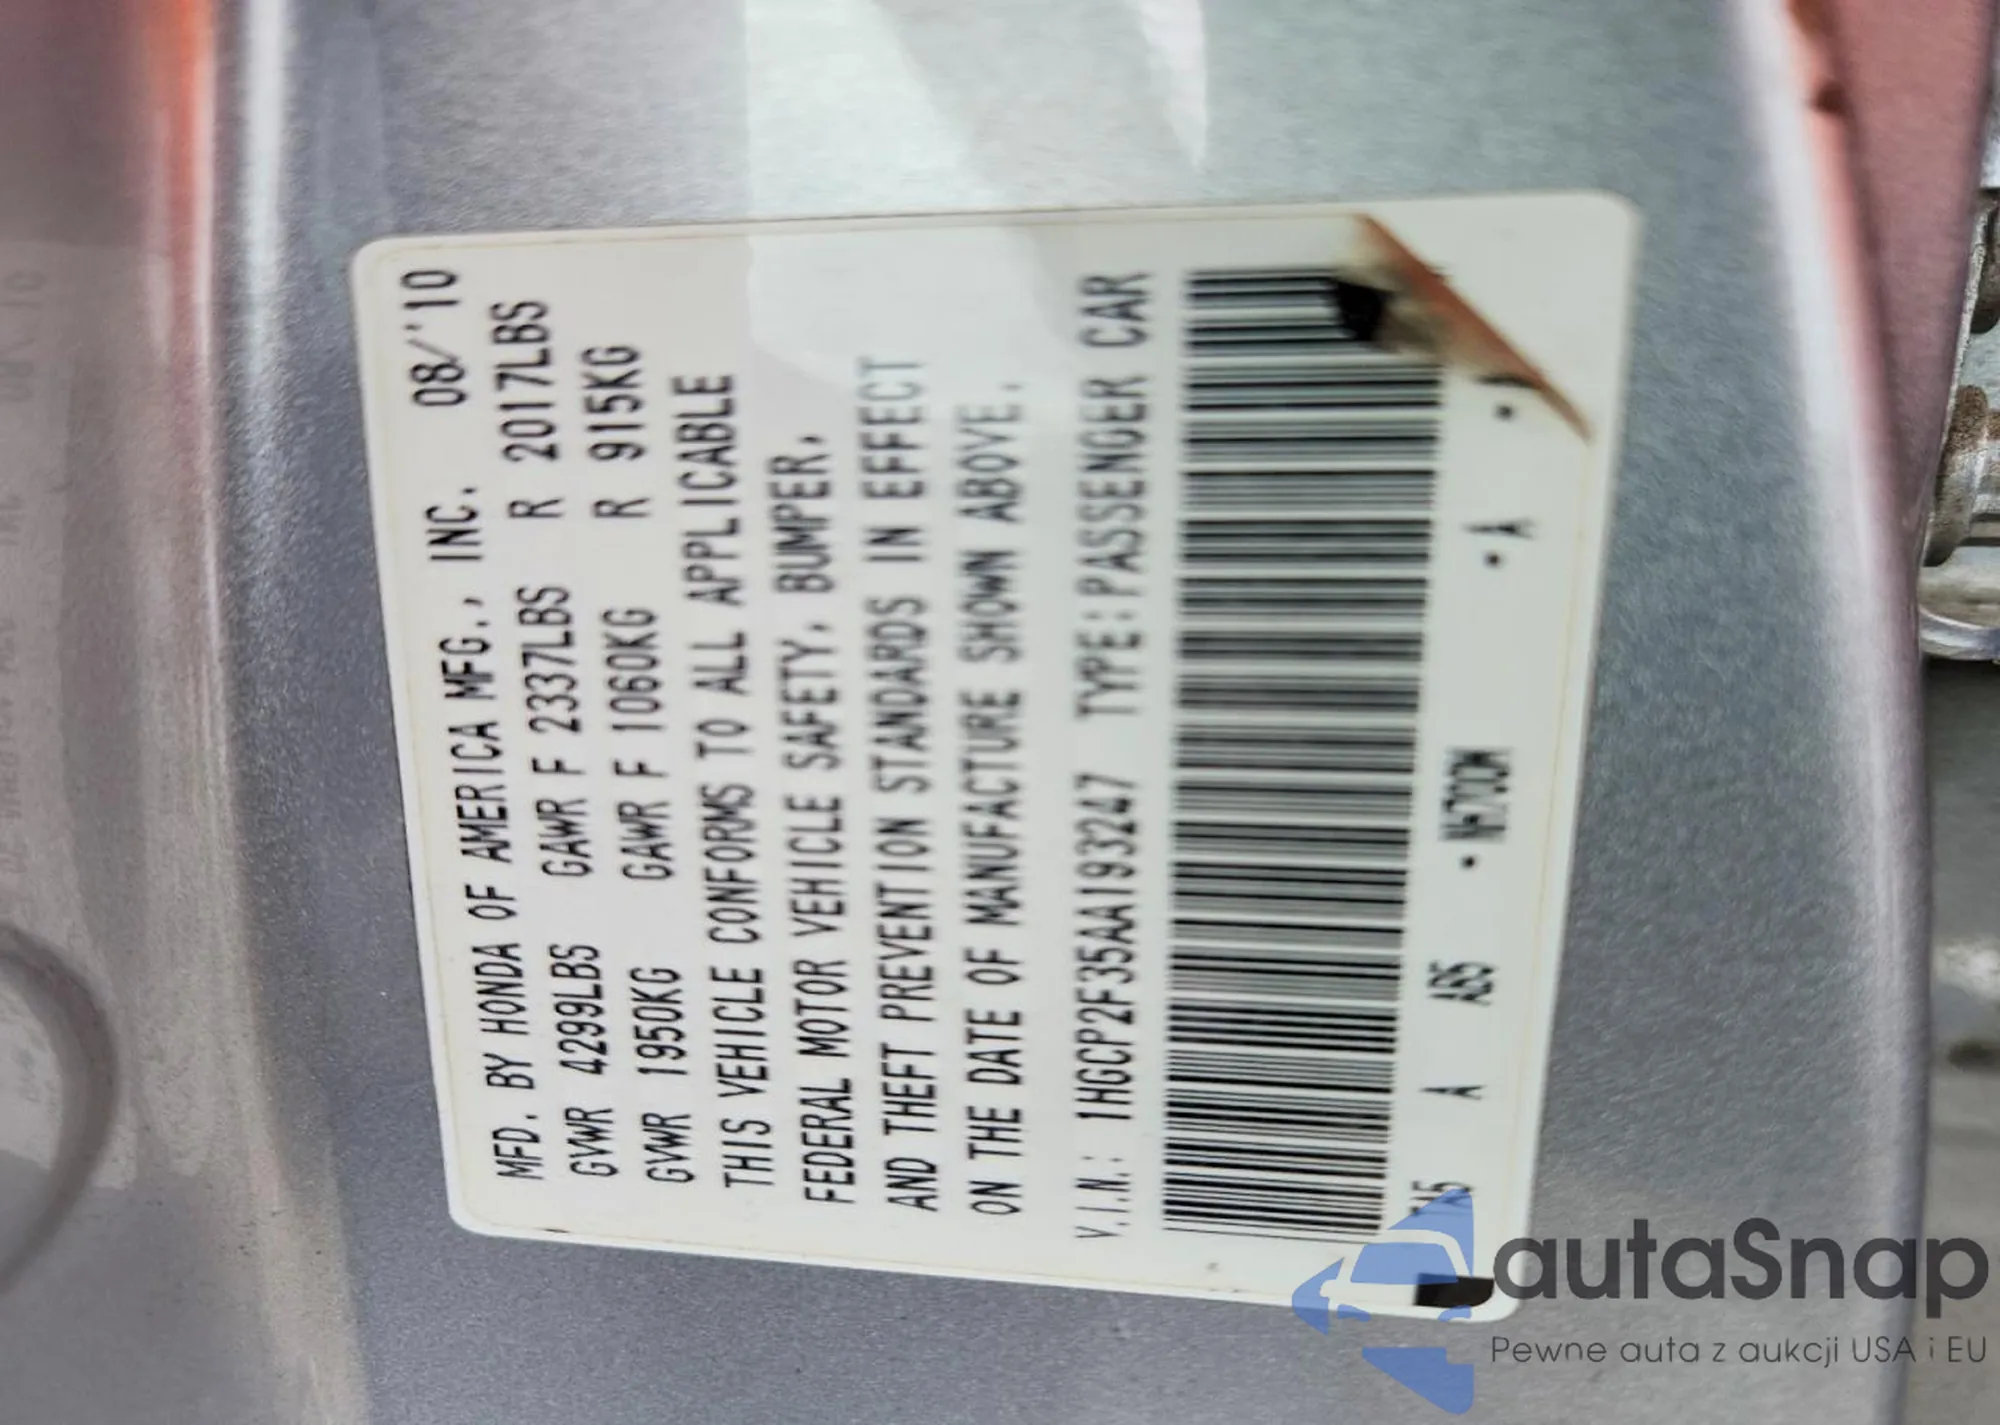 MFD. BY HONDA OF AMERICA MFG., INC. 08/'10
GVWR 4299LBS GAWR F 2337LBS R 2017LBS
GVWR 1950KG GAWR F 1060KG R 915KG
THIS VEHICLE CONFORMS TO ALL APPLICABLE
FEDERAL MOTOR VEHICLE SAFETY, BUMPER,
AND THEFT PREVENTION STANDARDS IN EFFECT
ON THE DATE OF MANUFACTURE SHOWN ABOVE.
V.I.N.: 1HGCP2F35AA193247 TYPE:PASSENGER CAR
A A85 • NH700M • A •
autaSnap
Pewne auta z aukcji USA i EU